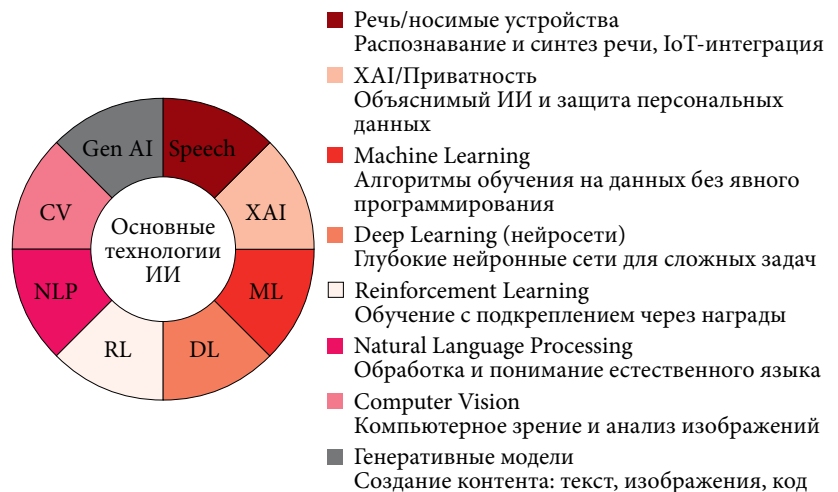 Gen AI
Speech
CV
XAI
Основные
технологии
ИИ
NLP
ML
RL
DL
Речь/носимые устройства
Распознавание и синтез речи, IoT-интеграция
XAI/Приватность
Объяснимый ИИ и защита персональных
данных
Machine Learning
Алгоритмы обучения на данных без явного
программирования
Deep Learning (нейросети)
Глубокие нейронные сети для сложных задач
Reinforcement Learning
Обучение с подкреплением через награды
Natural Language Processing
Обработка и понимание естественного языка
Computer Vision
Компьютерное зрение и анализ изображений
Генеративные модели
Создание контента: текст, изображения, код